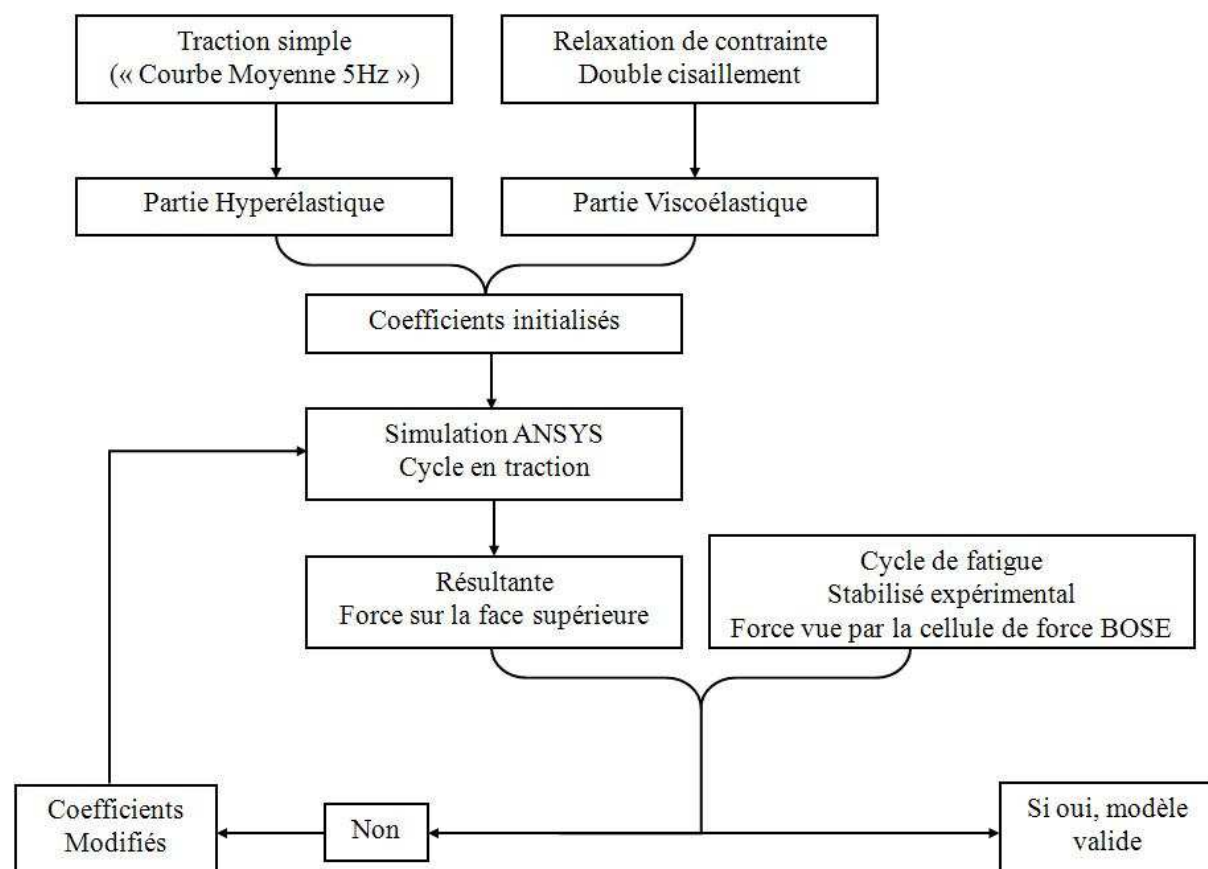 Traction simple
(« Courbe Moyenne 5Hz »)
Relaxation de contrainte
Double cisaillement
Partie Hyperélastique
Partie Viscoélastique
Coefficients initialisés
Simulation ANSYS
Cycle en traction
Résultante
Force sur la face supérieure
Cycle de fatigue
Stabilisé expérimental
Force vue par la cellule de force BOSE
Coefficients
Modifiés
Non
Si oui, modèle
valide